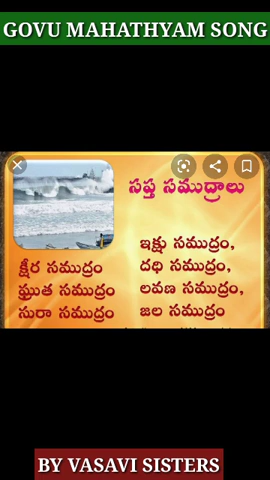 GOVU MAHATHYAM SONG
సప్త సముద్రాలు
ఇక్షు సముద్రం,
క్షీర సముద్రం
దధి సముద్రం,
ఘ్రుత సముద్రం
లవణ సముద్రం,
సురా సముద్రం
జల సముద్రం
BY VASAVI SISTERS